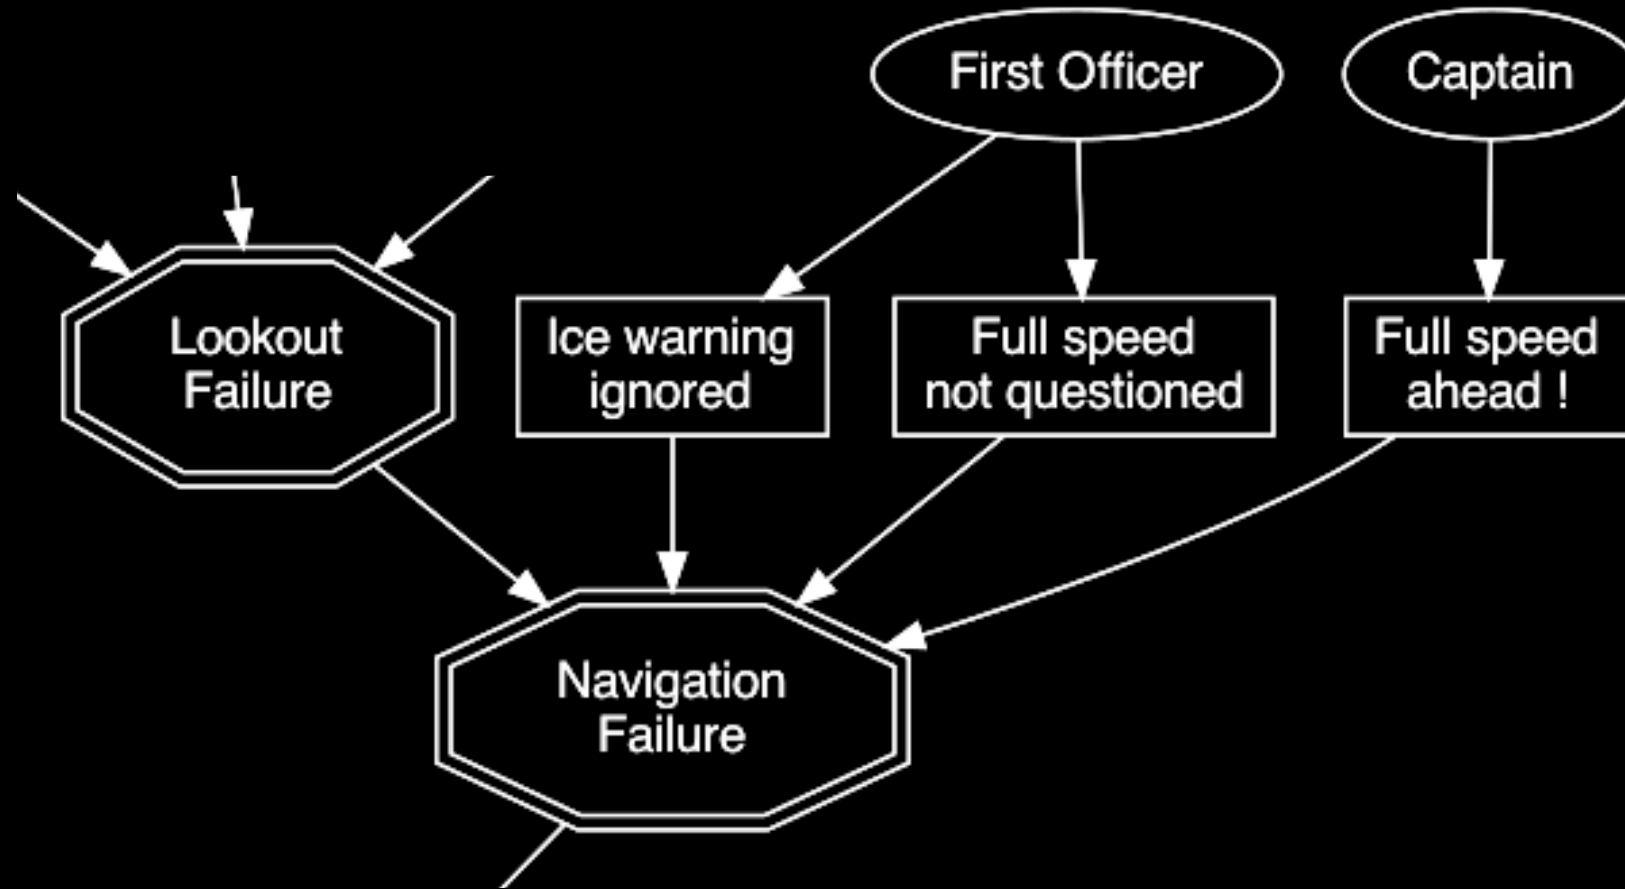 First Officer
Captain
Lookout
Failure
Ice warning
ignored
Full speed
not questioned
Full speed
ahead !
Navigation
Failure